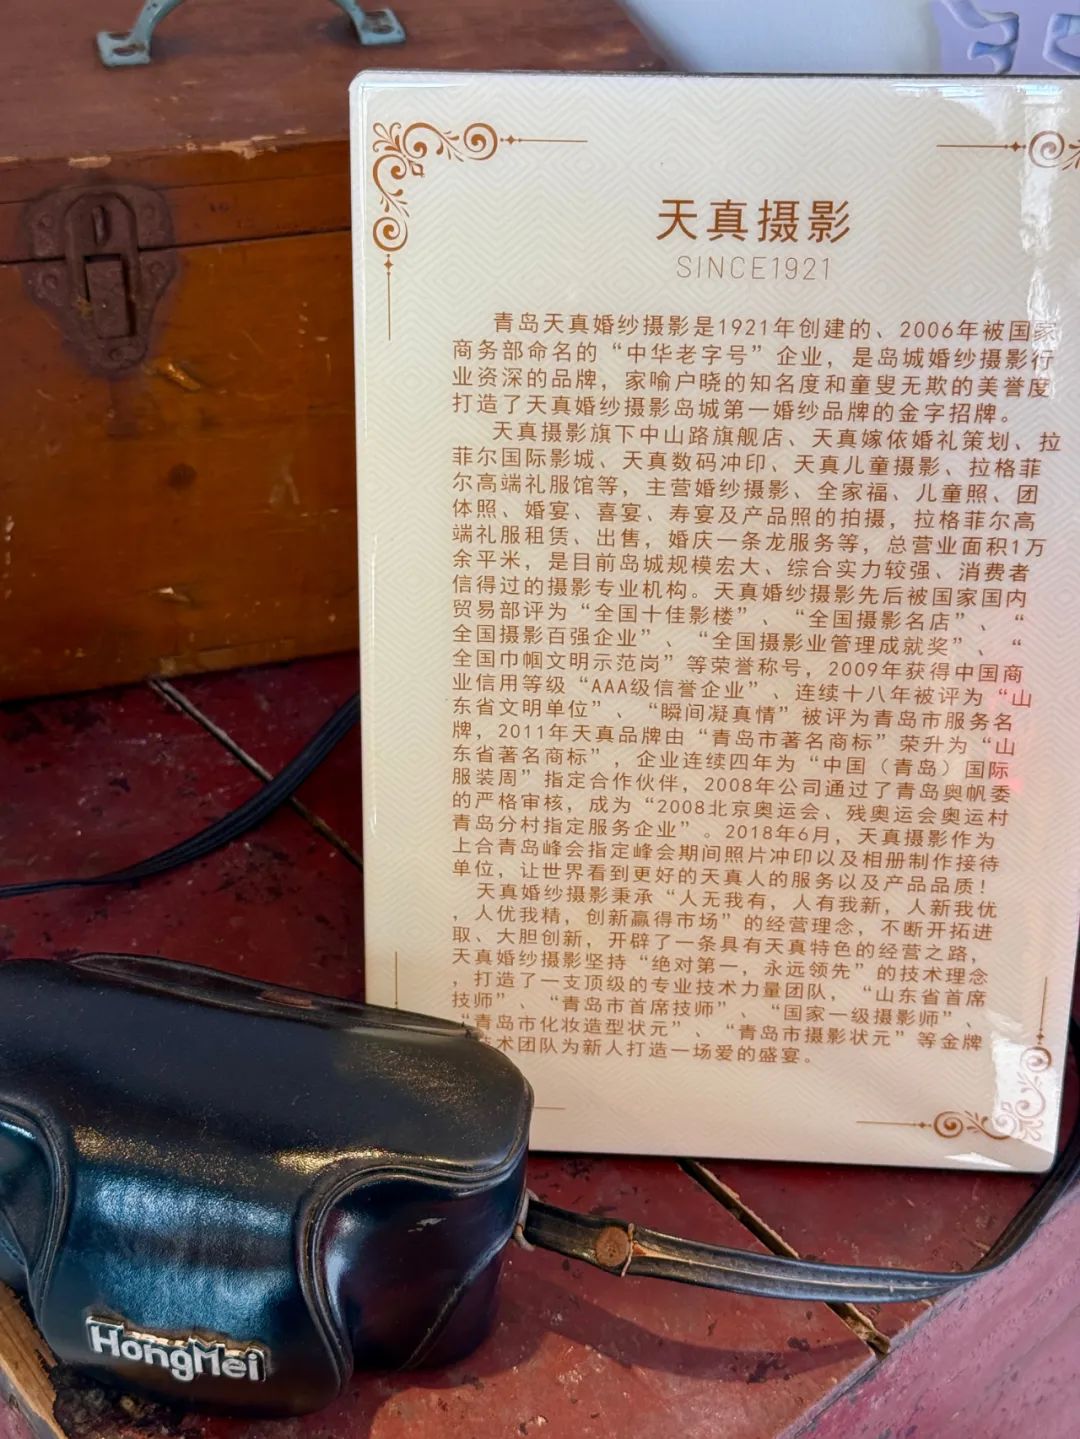 天真摄影
SINCE1921
青岛天真婚纱摄影是1921年创建的、2006年被国家
商务部命名的“中华老字号”企业，是岛城婚纱摄影行
业资深的品牌，家喻户晓的知名度和童叟无欺的美誉度
打造了天真婚纱摄影岛城第一婚纱品牌的金字招牌。
天真摄影旗下中山路旗舰店、天真嫁依婚礼策划、拉
菲尔国际影城、天真数码冲印、天真儿童摄影、拉格菲
尔高端礼服馆等，主营婚纱摄影、全家福、儿童照、团
体照、婚宴、喜宴、寿宴及产品照的拍摄，拉格菲尔高
端礼服租赁、出售，婚庆一条龙服务等，总营业面积1万
余平米，是目前岛城规模宏大、综合实力较强、消费者
信得过的摄影专业机构。天真婚纱摄影先后被国家国内
贸易部评为“全国十佳影楼”、“全国摄影名店”、“
全国摄影百强企业”、“全国摄影业管理成就奖”、“
全国巾帼文明示范岗”等荣誉称号，2009年获得中国商
业信用等级“AAA级信誉企业”、连续十八年被评为“山
东省文明单位”、“瞬间凝真情”被评为青岛市服务名
牌，2011年天真品牌由“青岛市著名商标”荣升为“山
东省著名商标”，企业连续四年为“中国（青岛）国际
服装周”指定合作伙伴，2008年公司通过了青岛奥帆委
的严格审核，成为“2008北京奥运会、残奥运会奥运村
青岛分村指定服务企业”。2018年6月，天真摄影作为
上合青岛峰会指定峰会期间照片冲印以及相册制作接待
单位，让世界看到更好的天真人的服务以及产品品质！
天真婚纱摄影秉承“人无我有，人有我新，人新我优
，人优我精，创新赢得市场”的经营理念，不断开拓进
取、大胆创新，开辟了一条具有天真特色的经营之路，
天真婚纱摄影坚持“绝对第一，永远领先”的技术理念
，打造了一支顶级的专业技术力量团队，“山东省首席
技师”、“青岛市首席技师”、“国家一级摄影师”、
“青岛市化妆造型状元”、“青岛市摄影状元”等金牌
术团队为新人打造一场爱的盛宴。
HongMei